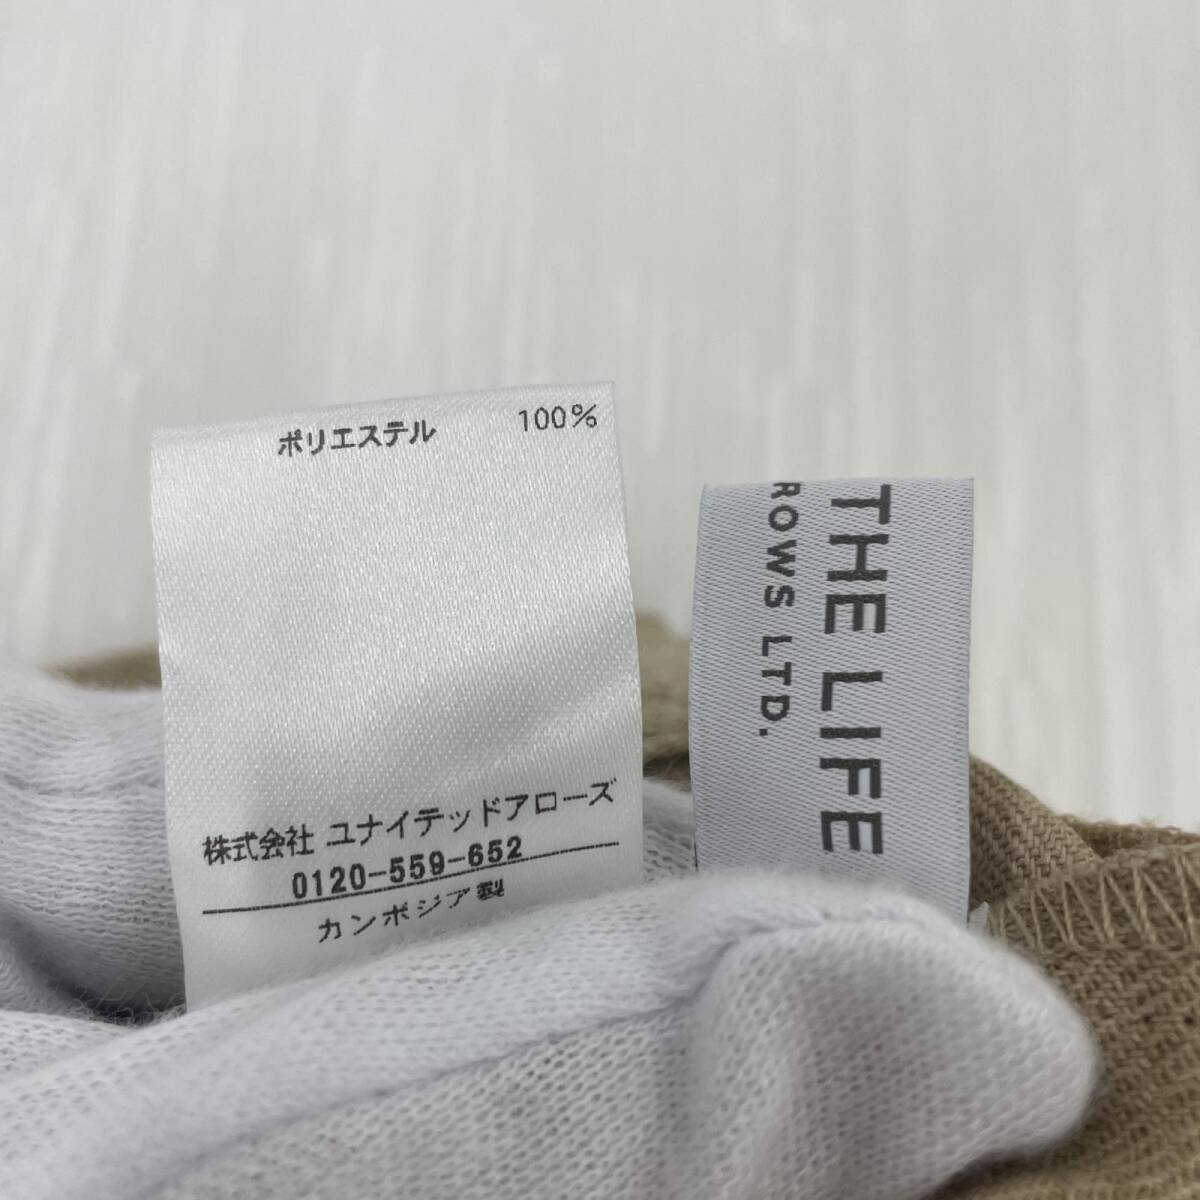 ポリエステル 100%
株式会社 ユナイテッドアローズ
0120-559-652
カンボジア製
THE LIFE
ROWS LTD.